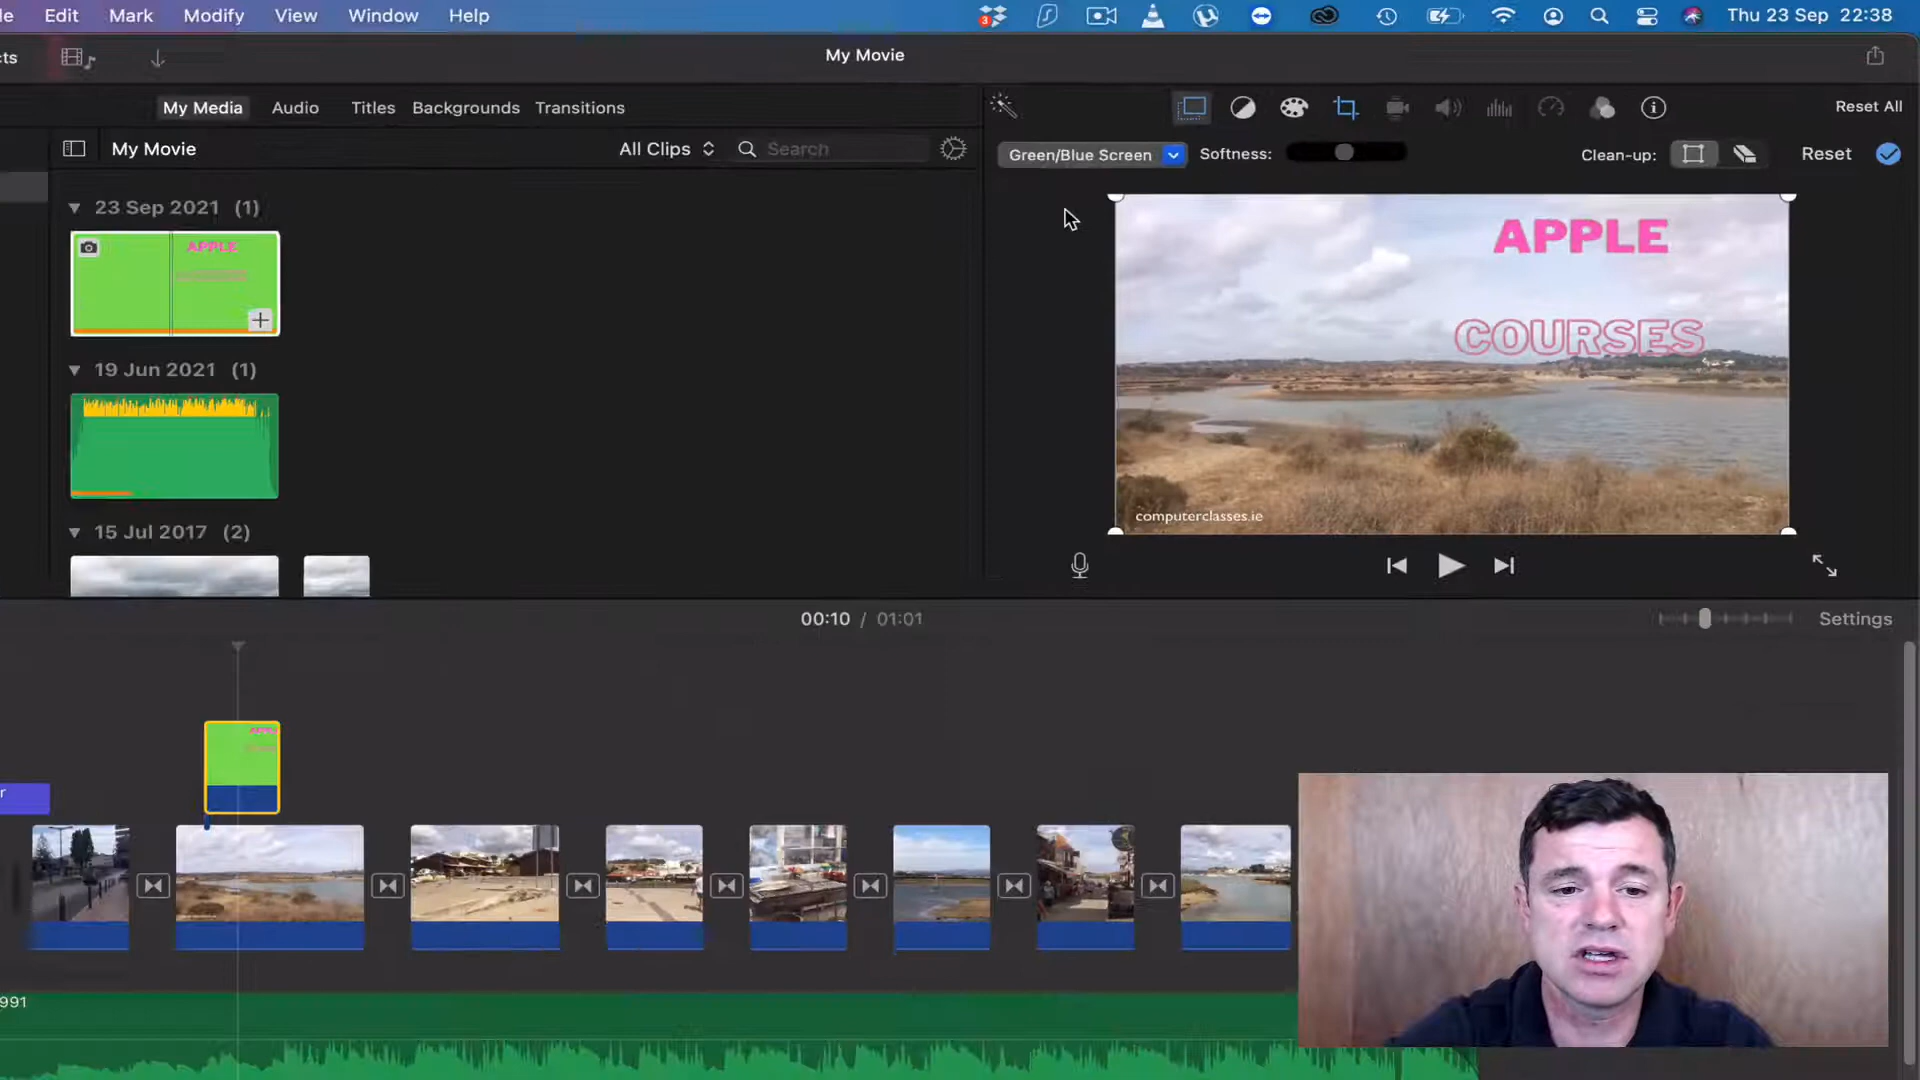 Edit Mark Modify View Window Help 3 Thu 23 Sep 22:38
My Movie
My Media Audio Titles Backgrounds Transitions Reset All
My Movie All Clips Search Green/Blue Screen Softness: Clean-up: Reset
23 Sep 2021 (1)
APPLE
19 Jun 2021 (1)
15 Jul 2017 (2)
APPLE
COURSES
computerclasses.ie
00:10 / 01:01 Settings
r
991